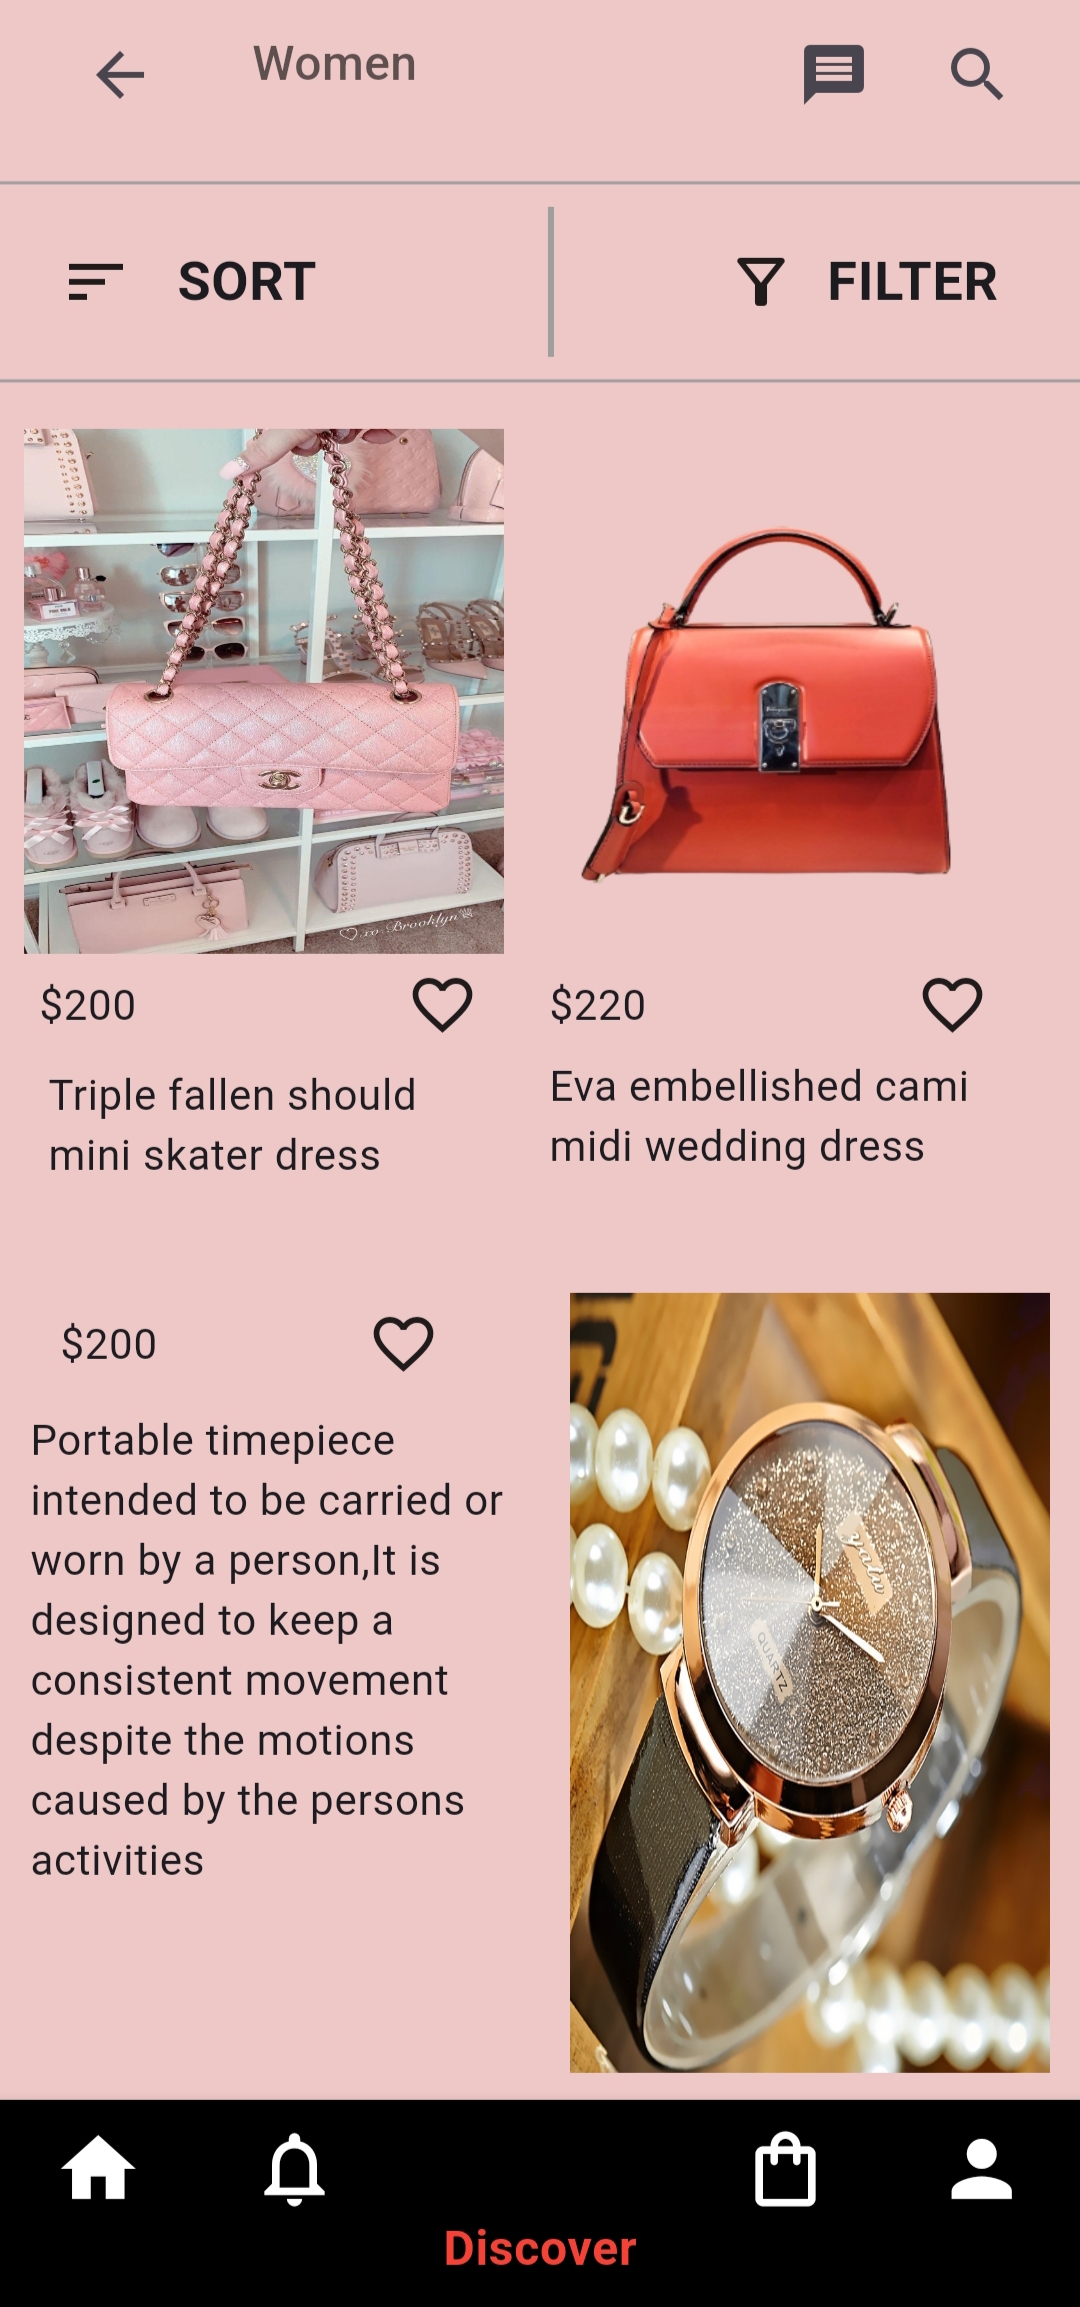 Women
SORT
FILTER
xo Brooklyn
$200
$220
Triple fallen should
mini skater dress
Eva embellished cami
midi wedding dress
$200
Portable timepiece
intended to be carried or
worn by a person,It is
designed to keep a
consistent movement
despite the motions
caused by the persons
activities
yolu
QUARTZ
Discover